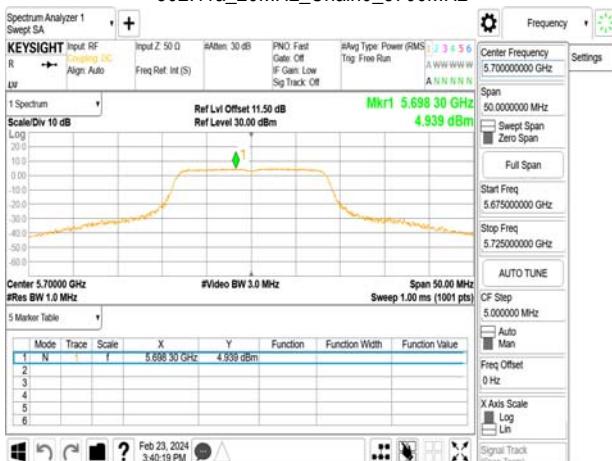 Spectrum Analyzer 1
Swept SA
Frequency
KEYSIGHT Input: RF
R Coupling: DC
Align: Auto
LV
Input Z: 50 Ω
Freq Ref: Int (S)
#Atten: 30 dB
PNO: Fast
Gate: Off
IF Gain: Low
Sig Track: Off
#Avg Type: Power (RMS
Trig: Free Run
1 2 3 4 5 6
A W W W W W
A N N N N N
Center Frequency
5.700000000 GHz
Settings
Span
50.0000000 MHz
Swept Span
Zero Span
Full Span
Start Freq
5.675000000 GHz
Stop Freq
5.725000000 GHz
AUTO TUNE
CF Step
5.000000 MHz
Auto
Man
Freq Offset
0 Hz
X Axis Scale
Log
Lin
Signal Track
1 Spectrum
Scale/Div 10 dB
Ref Lvl Offset 11.50 dB
Ref Level 30.00 dBm
Mkr1 5.698 30 GHz
4.939 dBm
Log
20.0
10.0
0.00
-10.0
-20.0
-30.0
-40.0
-50.0
-60.0
1
Center 5.70000 GHz
#Res BW 1.0 MHz
#Video BW 3.0 MHz
Span 50.00 MHz
Sweep 1.00 ms (1001 pts)
5 Marker Table
Mode Trace Scale X Y Function Function Width Function Value
1 N 1 f 5.698 30 GHz 4.939 dBm
2
3
4
5
6
Feb 23, 2024
3:40:19 PM